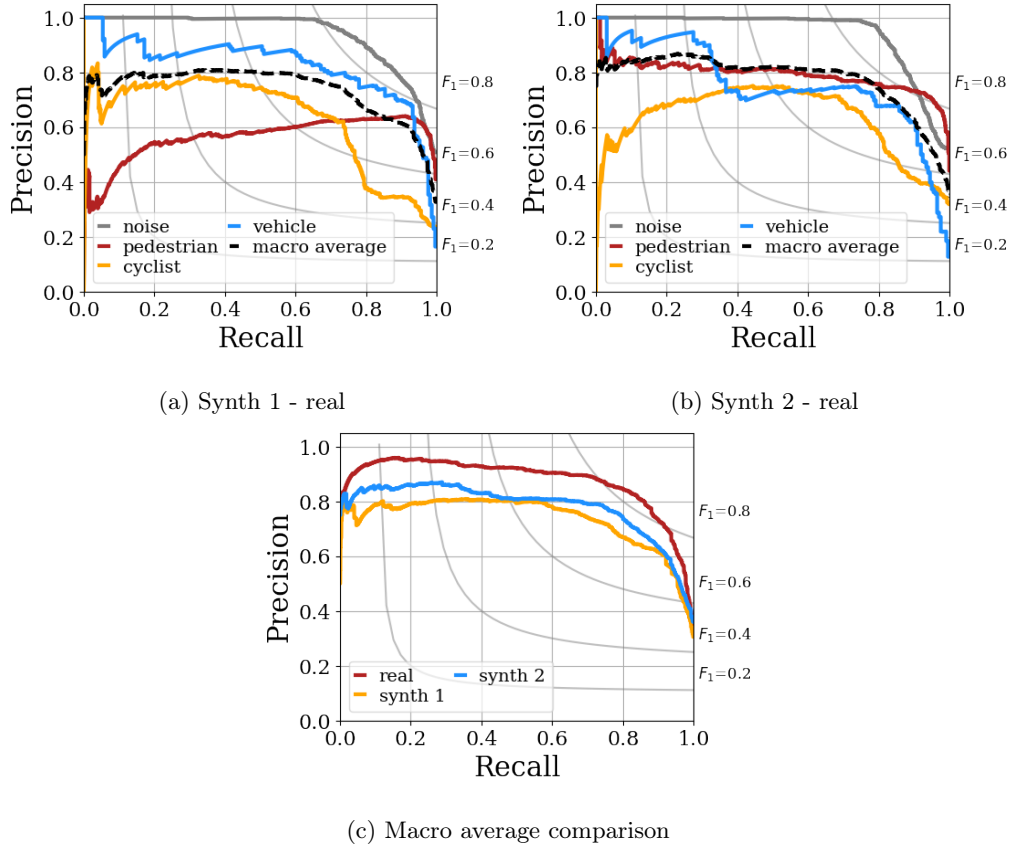 1.0
0.8
0.6
0.4
0.2
0.0
Precision
F₁=0.8
F₁=0.6
F₁=0.4
F₁=0.2
noise
pedestrian
cyclist
vehicle
macro average
0.0 0.2 0.4 0.6 0.8 1.0
Recall
(a) Synth 1 - real
1.0
0.8
0.6
0.4
0.2
0.0
Precision
F₁=0.8
F₁=0.6
F₁=0.4
F₁=0.2
noise
pedestrian
cyclist
vehicle
macro average
0.0 0.2 0.4 0.6 0.8 1.0
Recall
(b) Synth 2 - real
1.0
0.8
0.6
0.4
0.2
0.0
Precision
F₁=0.8
F₁=0.6
F₁=0.4
F₁=0.2
real
synth 1
synth 2
0.0 0.2 0.4 0.6 0.8 1.0
Recall
(c) Macro average comparison